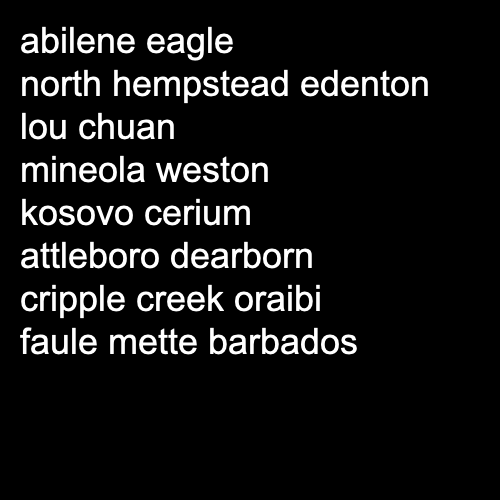 abilene eagle
north hempstead edenton
lou chuan
mineola weston
kosovo cerium
attleboro dearborn
cripple creek oraibi
faule mette barbados